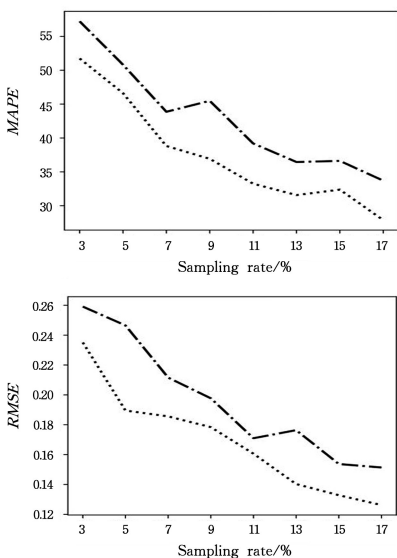 MAPE
55
50
45
40
35
30
3 5 7 9 11 13 15 17
Sampling rate/%
RMSE
0.26
0.24
0.22
0.20
0.18
0.16
0.14
0.12
3 5 7 9 11 13 15 17
Sampling rate/%